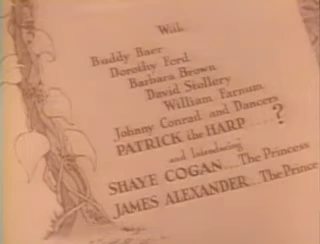 With
Buddy Baer
Dorothy Ford
Barbara Brown
David Stollery
William Farnum
Johnny Conrad and Dancers
PATRICK the HARP.....?
and Introducing
SHAYE COGAN....The Princess
JAMES ALEXANDER...The Prince